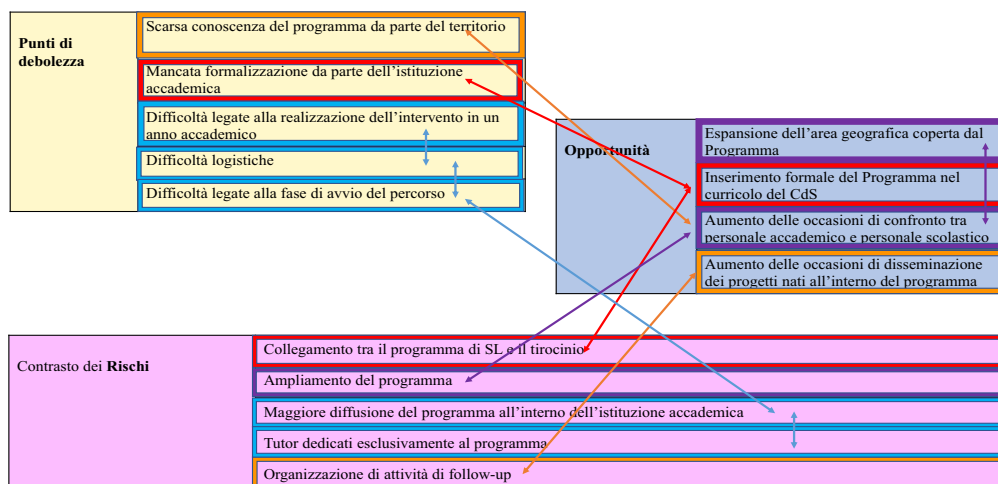 Punti di
debolezza
Scarsa conoscenza del programma da parte del territorio
Mancata formalizzazione da parte dell'istituzione
accademica
Difficoltà legate alla realizzazione dell'intervento in un
anno accademico
Difficoltà logistiche
Difficoltà legate alla fase di avvio del percorso
Opportunità
Espansione dell'area geografica coperta dal
Programma
Inserimento formale del Programma nel
curricolo del CdS
Aumento delle occasioni di confronto tra
personale accademico e personale scolastico
Aumento delle occasioni di disseminazione
dei progetti nati all'interno del programma
Contrasto dei Rischi
Collegamento tra il programma di SL e il tirocinio
Ampliamento del programma
Maggiore diffusione del programma all'interno dell'istituzione accademica
Tutor dedicati esclusivamente al programma
Organizzazione di attività di follow-up